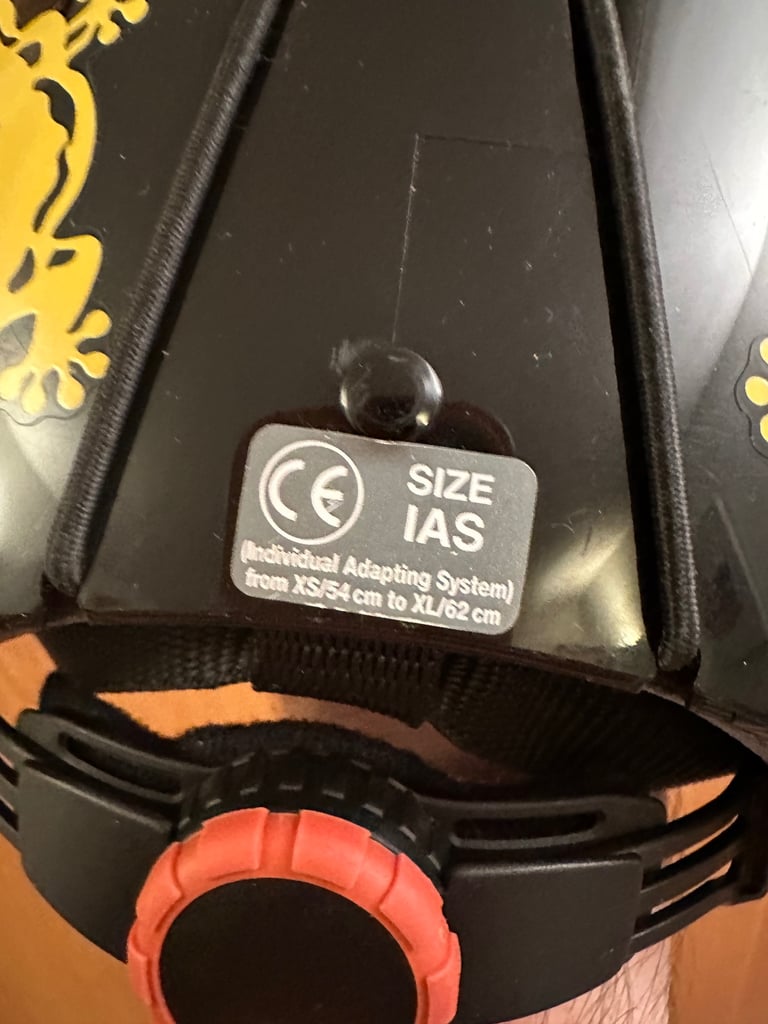 CE
SIZE
IAS
(Individual Adapting System)
from XS/54 cm to XL/62 cm